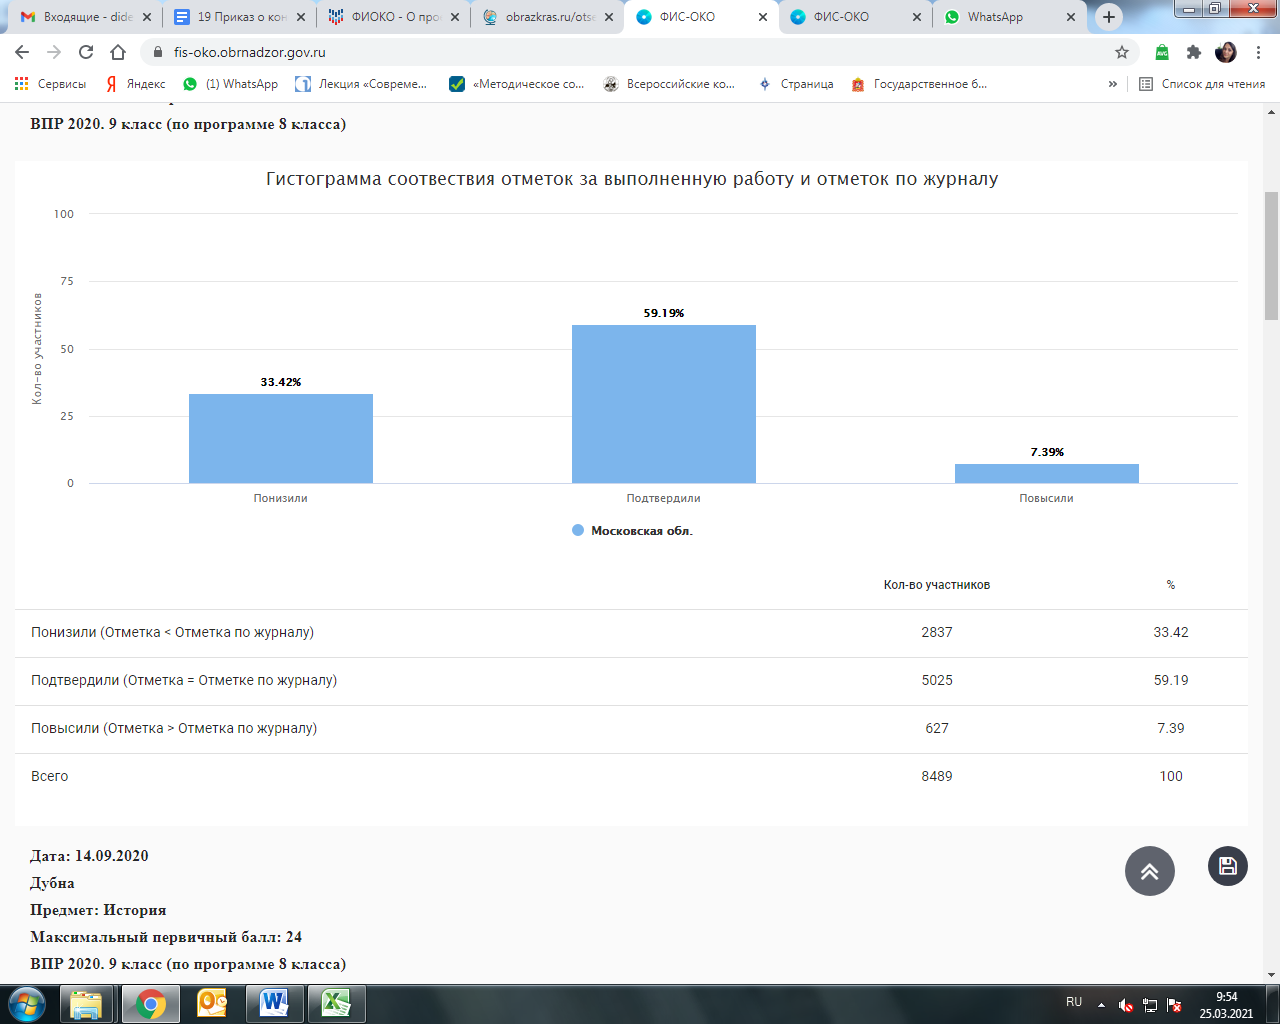 Входящие - dide
19 Приказ о кон
ФИОКО - О про
obrazkras.ru/otse
ФИС-ОКО
ФИС-ОКО
WhatsApp
fis-oko.obrnadzor.gov.ru
Сервисы
Яндекс
(1) WhatsApp
Лекция «Совреме...
«Методическое со...
Всероссийские ко...
Страница
Государственное б...
»
Список для чтения
ВПР 2020. 9 класс (по программе 8 класса)
Гистограмма соотвествия отметок за выполненную работу и отметок по журналу
Кол-во участников
100
75
50
25
0
33.42%
59.19%
7.39%
Понизили
Подтвердили
Повысили
Московская обл.
Кол-во участников %
Понизили (Отметка < Отметка по журналу) 2837 33.42
Подтвердили (Отметка = Отметке по журналу) 5025 59.19
Повысили (Отметка > Отметка по журналу) 627 7.39
Всего 8489 100
Дата: 14.09.2020
Дубна
Предмет: История
Максимальный первичный балл: 24
ВПР 2020. 9 класс (по программе 8 класса)
RU
9:54
25.03.2021